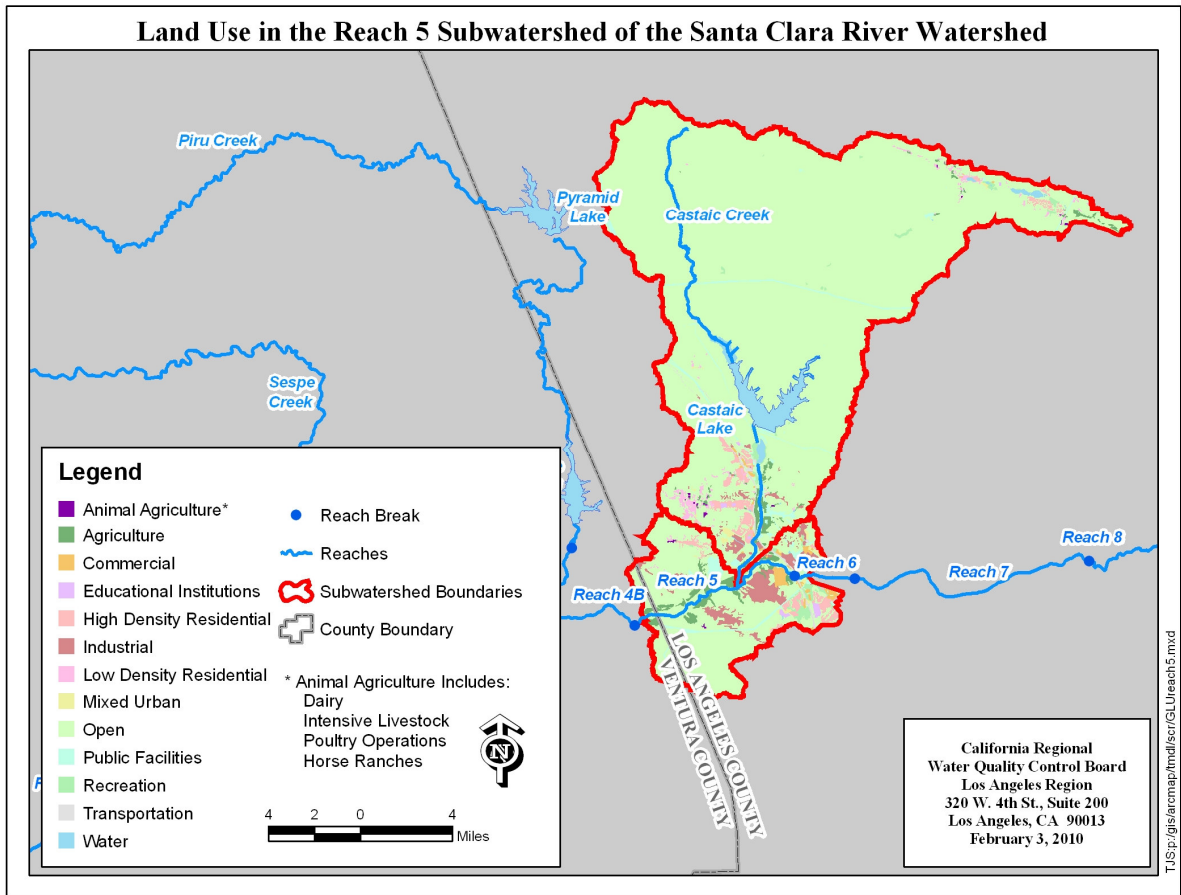 Land Use in the Reach 5 Subwatershed of the Santa Clara River Watershed
Piru Creek
Pyramid
Lake
Castaic Creek
Sespe
Creek
Castaic
Lake
Reach 8
Reach 6
Reach 7
Reach 5
Reach 4B
LOS ANGELES COUNTY
VENTURA COUNTY
Legend
Animal Agriculture*
Agriculture
Commercial
Educational Institutions
High Density Residential
Industrial
Low Density Residential
Mixed Urban
Open
Public Facilities
Recreation
Transportation
Water
Reach Break
Reaches
Subwatershed Boundaries
County Boundary
* Animal Agriculture Includes:
Dairy
Intensive Livestock
Poultry Operations
Horse Ranches
N
4 2 0 4
Miles
California Regional
Water Quality Control Board
Los Angeles Region
320 W. 4th St., Suite 200
Los Angeles, CA 90013
February 3, 2010
TJS:p:/gis/arcmap/tmdl/scr/GLUreach5.mxd